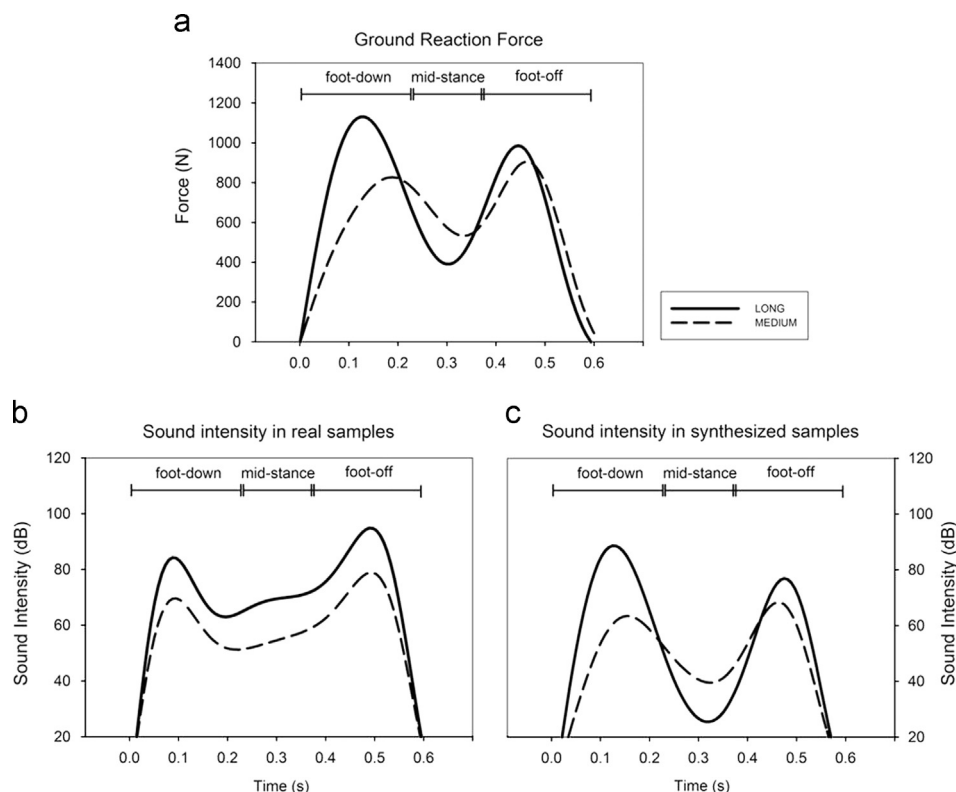 a
Ground Reaction Force
1400
1200
1000
800
600
400
200
0
Force (N)
foot-down mid-stance foot-off
0.0 0.1 0.2 0.3 0.4 0.5 0.6
LONG
MEDIUM
b
Sound intensity in real samples
120
100
80
60
40
20
Sound Intensity (dB)
foot-down mid-stance foot-off
0.0 0.1 0.2 0.3 0.4 0.5 0.6
Time (s)
c
Sound intensity in synthesized samples
foot-down mid-stance foot-off
120
100
80
60
40
20
Sound Intensity (dB)
0.0 0.1 0.2 0.3 0.4 0.5 0.6
Time (s)